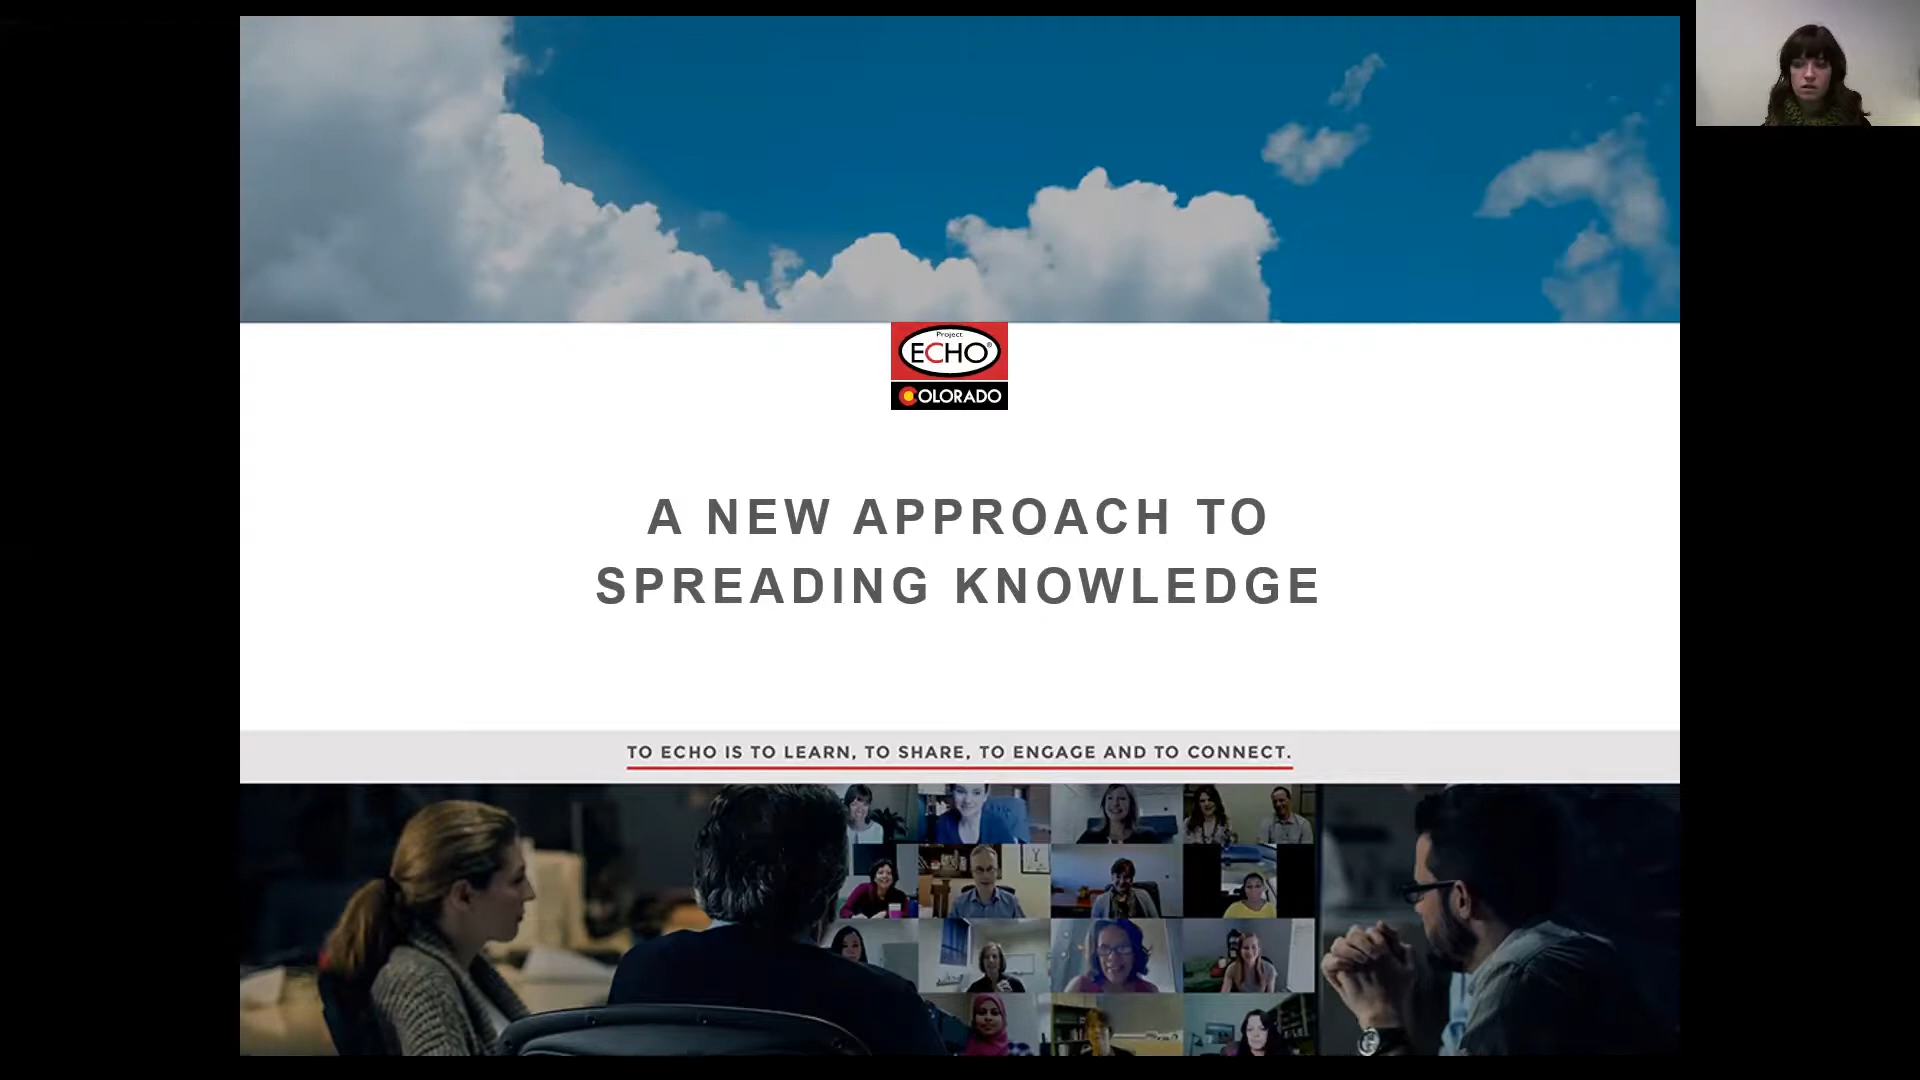 Project
ECHO®
COLORADO
A NEW APPROACH TO
SPREADING KNOWLEDGE
TO ECHO IS TO LEARN, TO SHARE, TO ENGAGE AND TO CONNECT.